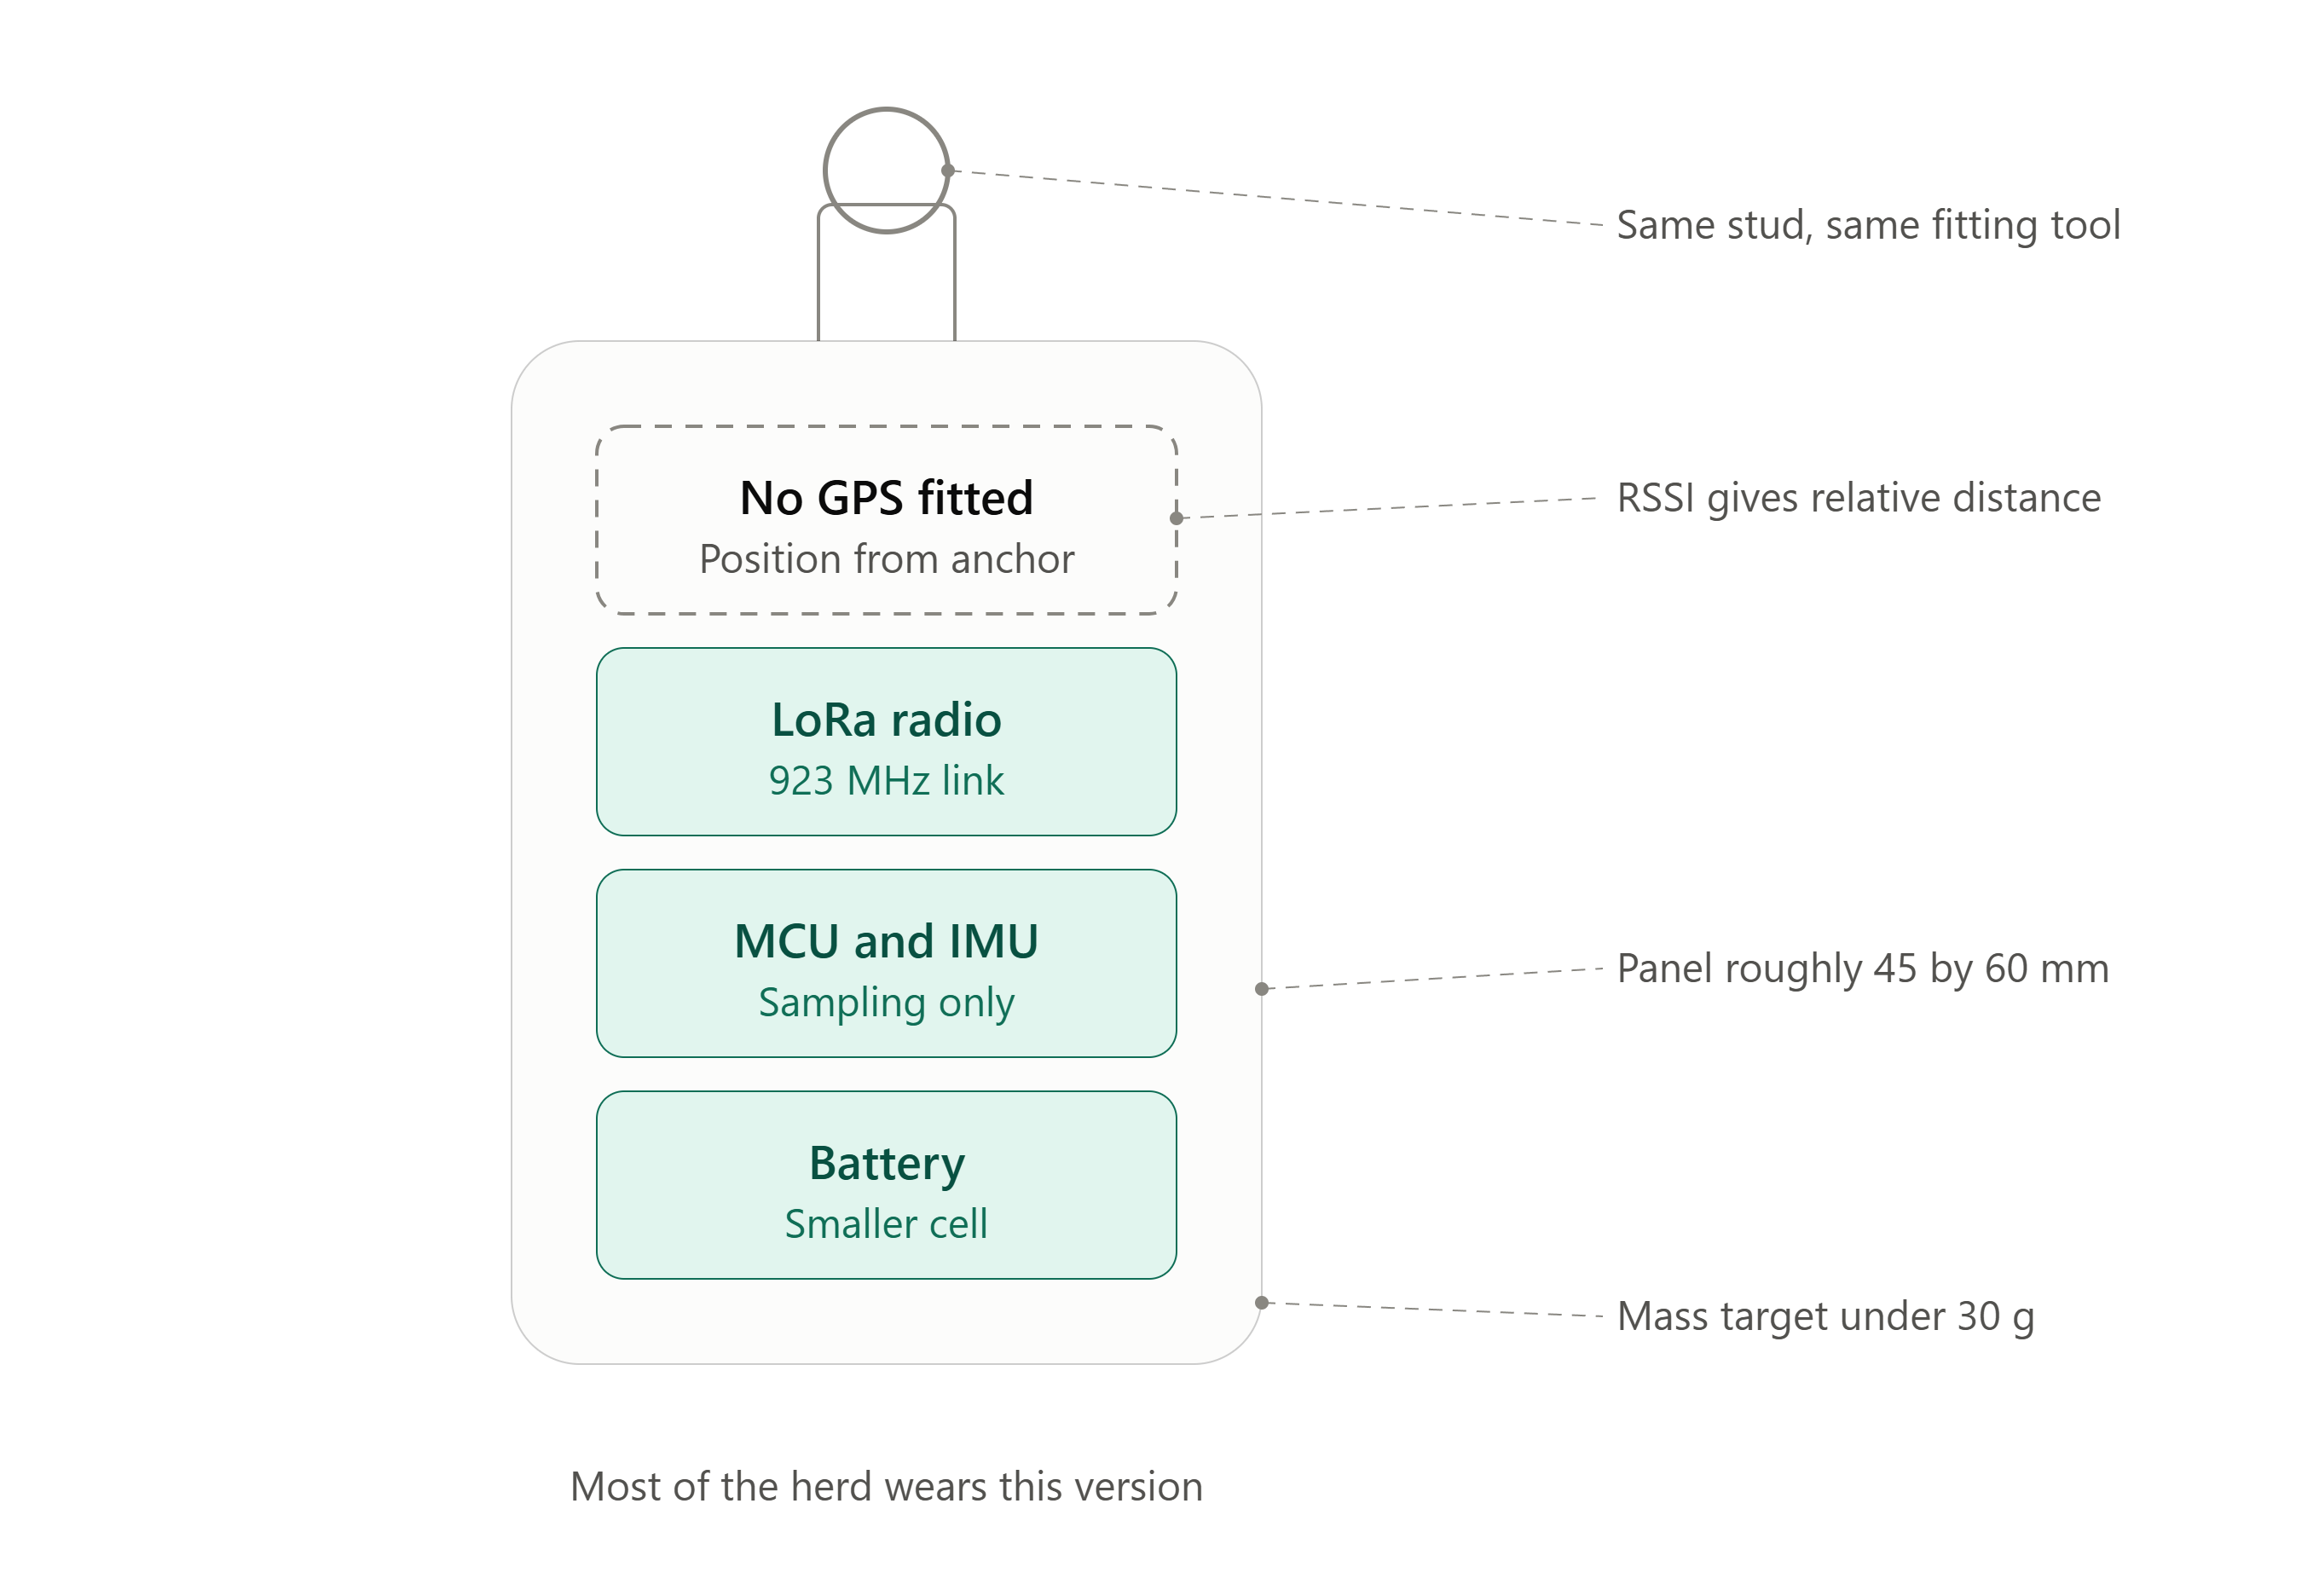 Same stud, same fitting tool
No GPS fitted
Position from anchor
RSSI gives relative distance
LoRa radio
923 MHz link
MCU and IMU
Sampling only
Panel roughly 45 by 60 mm
Battery
Smaller cell
Mass target under 30 g
Most of the herd wears this version